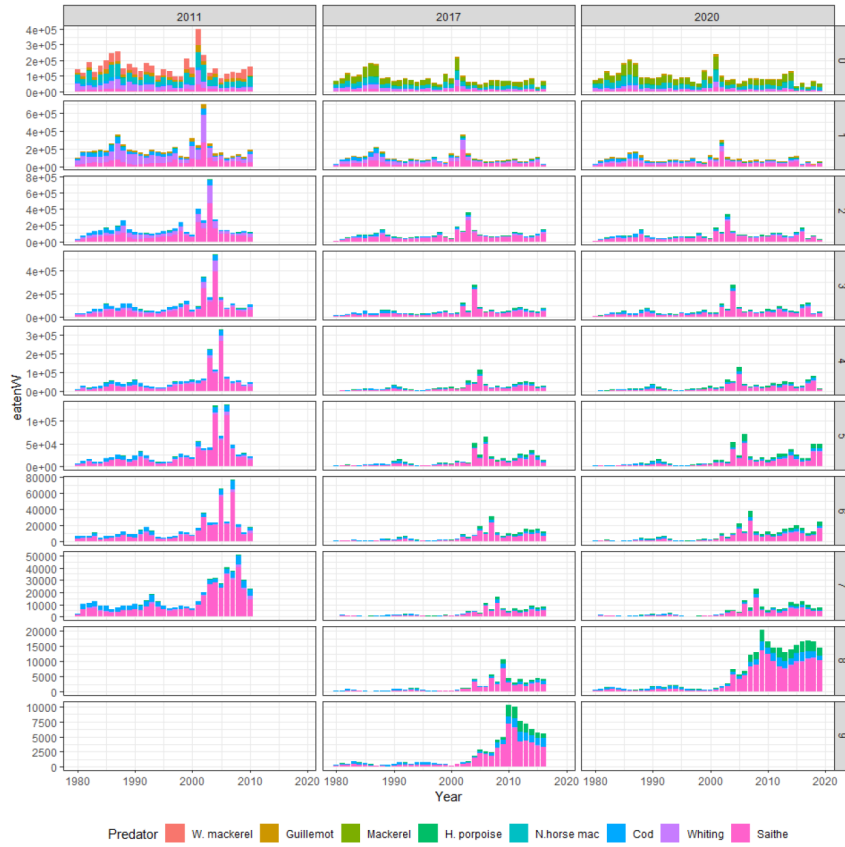 2011 2017 2020
4e+05
3e+05
2e+05
1e+05
0e+00
0
6e+05
4e+05
2e+05
0e+00
1
8e+05
6e+05
4e+05
2e+05
0e+00
2
4e+05
2e+05
0e+00
3
3e+05
2e+05
1e+05
0e+00
4
eatenW
1e+05
5e+04
0e+00
5
80000
60000
40000
20000
0
6
50000
40000
30000
20000
10000
0
7
20000
15000
10000
5000
0
8
10000
7500
5000
2500
0
9
1980 1990 2000 2010 2020 1980 1990 2000 2010 2020 1980 1990 2000 2010 2020
Year
Predator W. mackerel Guillemot Mackerel H. porpoise N.horse mac Cod Whiting Saithe